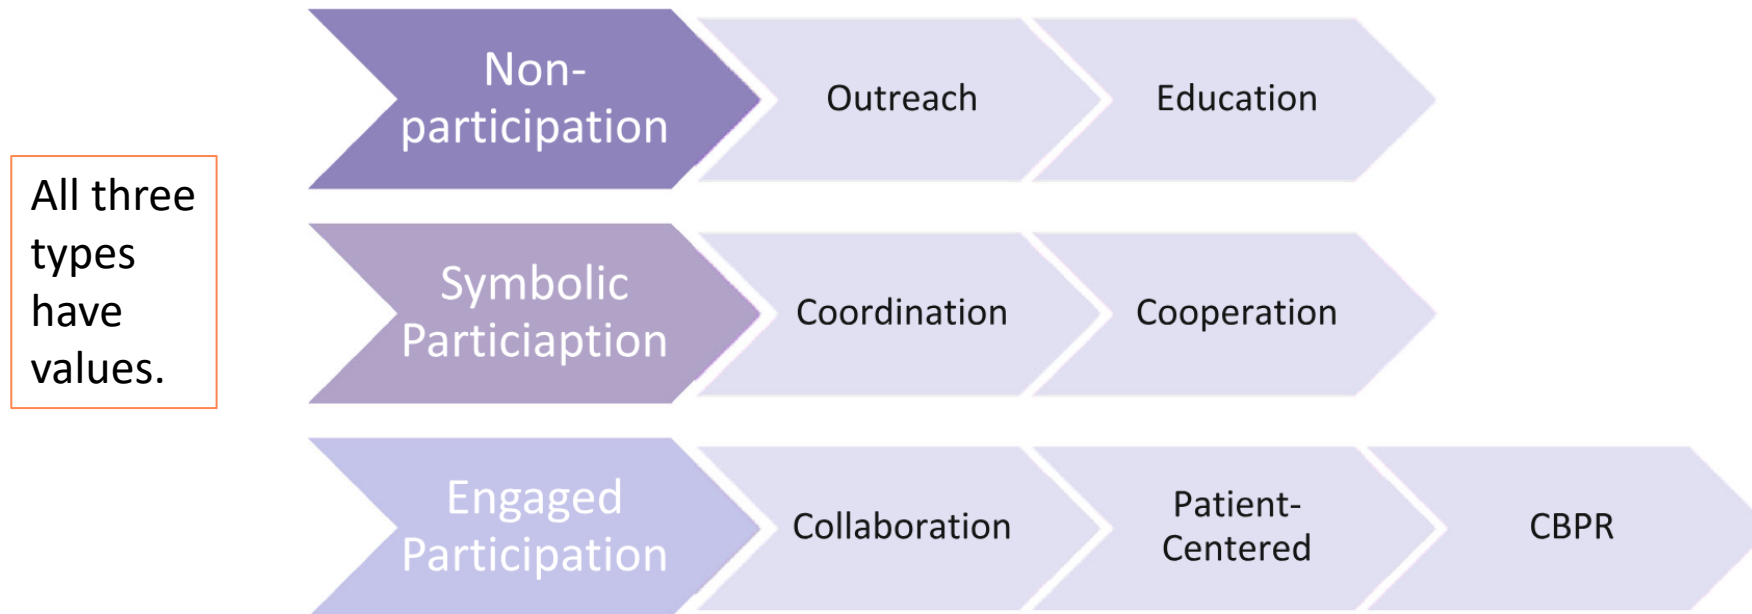 All three
types
have
values.
Non-
participation
Outreach
Education
Symbolic
Particiaption
Coordination
Cooperation
Engaged
Participation
Collaboration
Patient-
Centered
CBPR